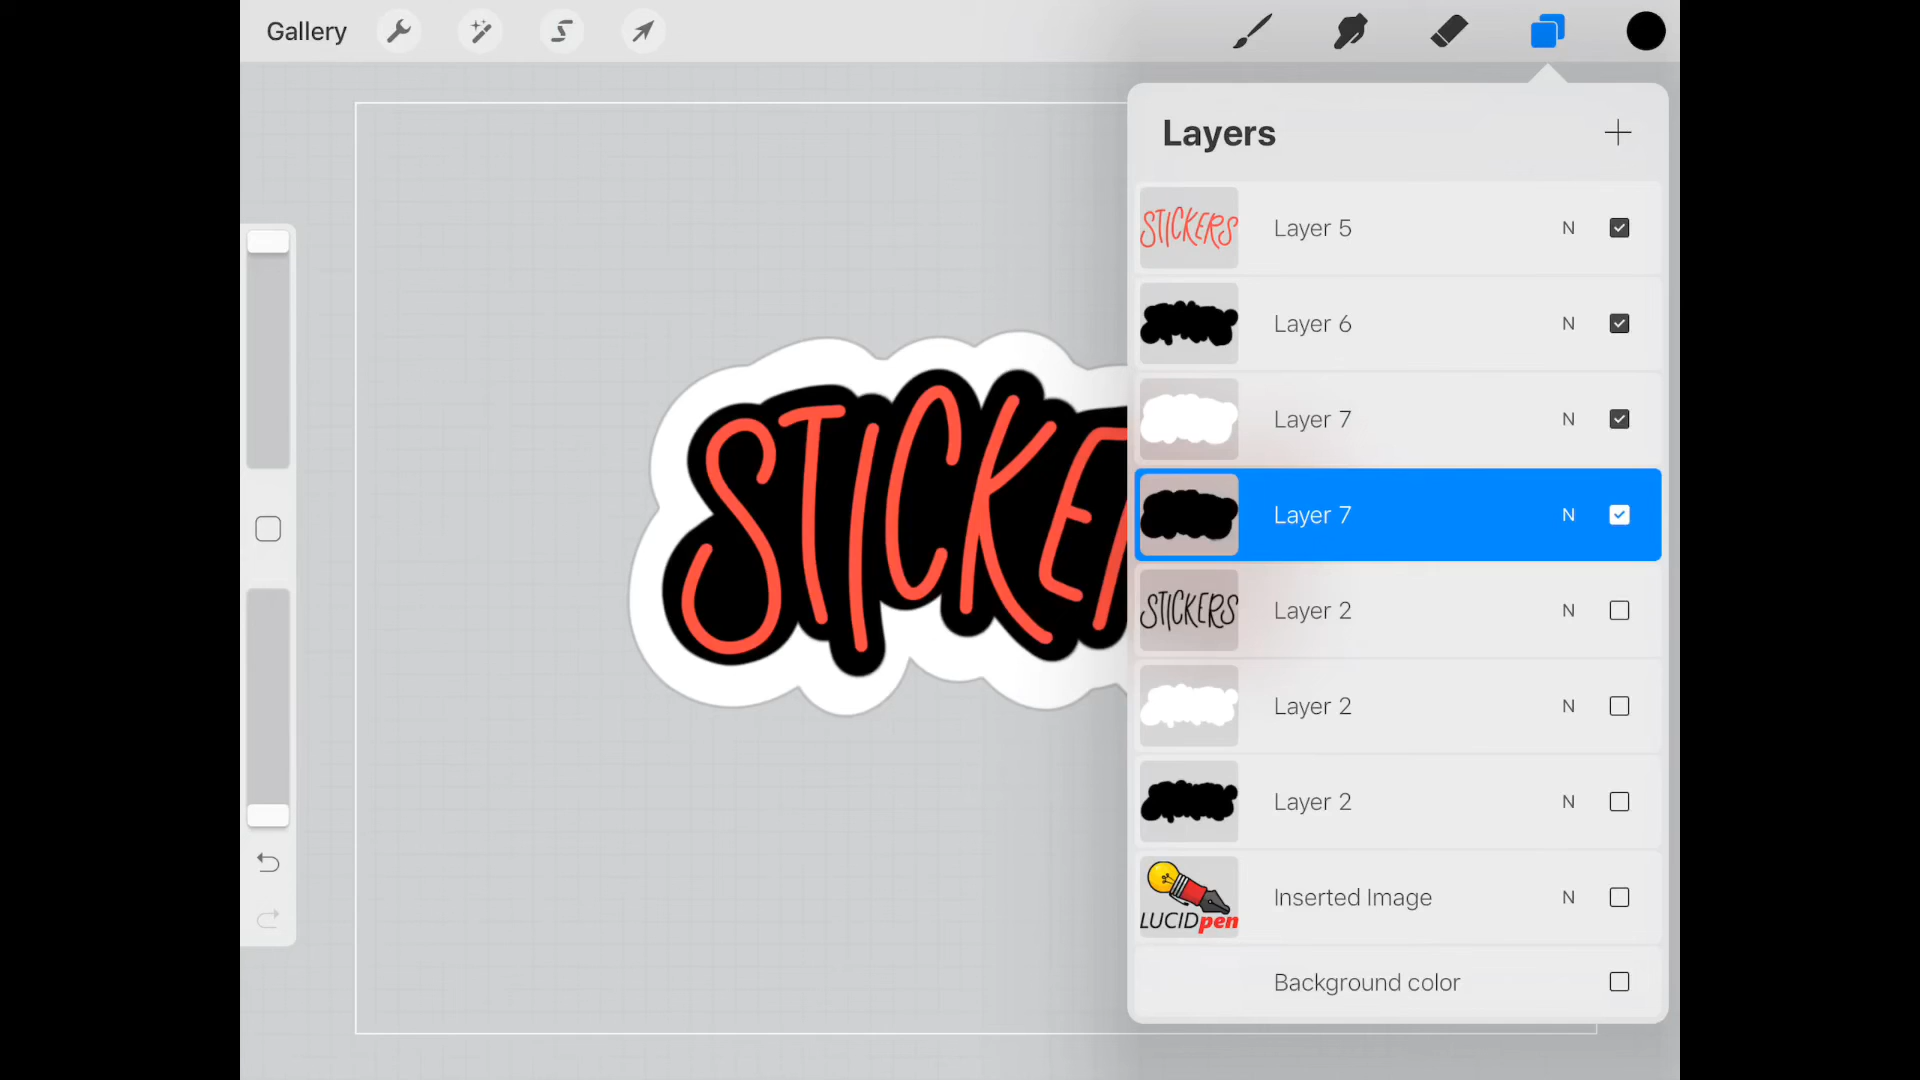 Gallery
Layers
STICKERS Layer 5 N
Layer 6 N
Layer 7 N
STICKE
Layer 7 N
STICKERS Layer 2 N
Layer 2 N
Layer 2 N
LUCIDpen Inserted Image N
Background color